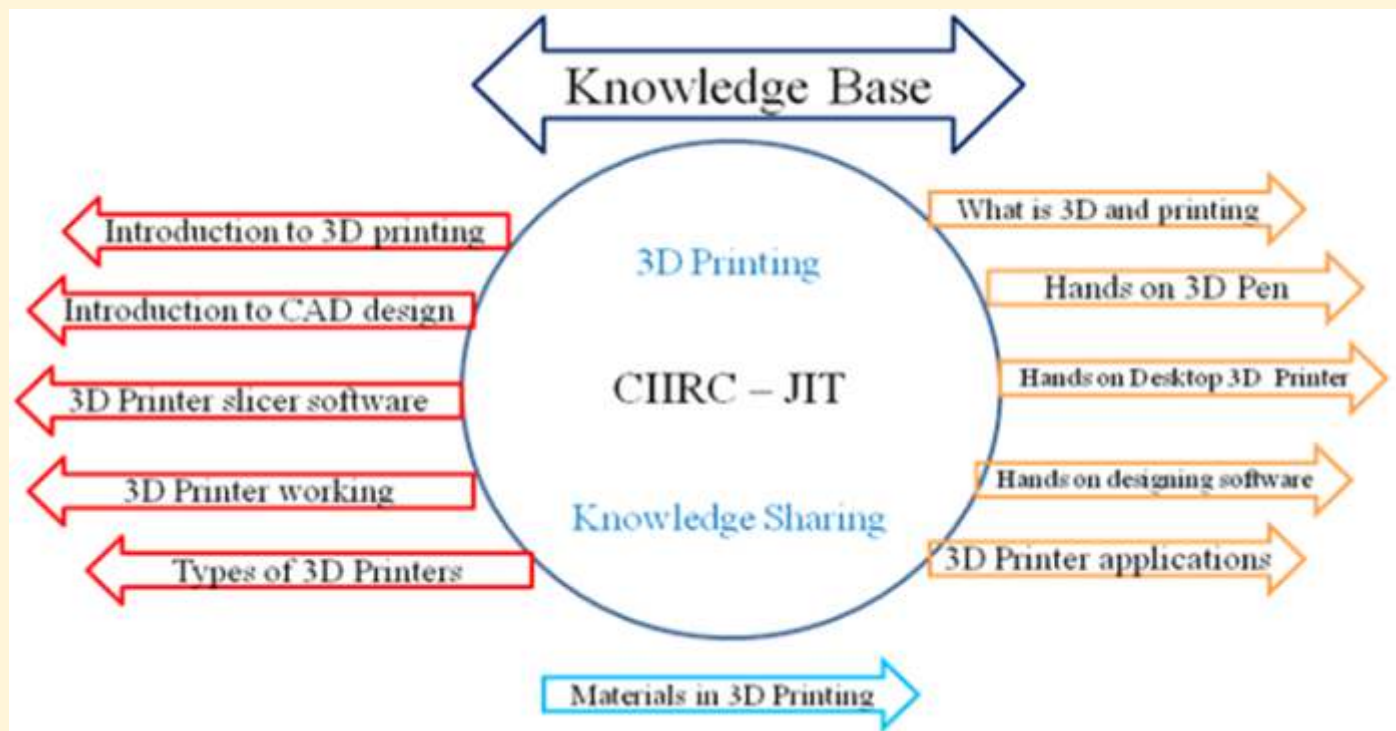 Knowledge Base
Introduction to 3D printing
Introduction to CAD design
3D Printer slicer software
3D Printer working
Types of 3D Printers
3D Printing
CIIRC – JIT
Knowledge Sharing
What is 3D and printing
Hands on 3D Pen
Hands on Desktop 3D Printer
Hands on designing software
3D Printer applications
Materials in 3D Printing